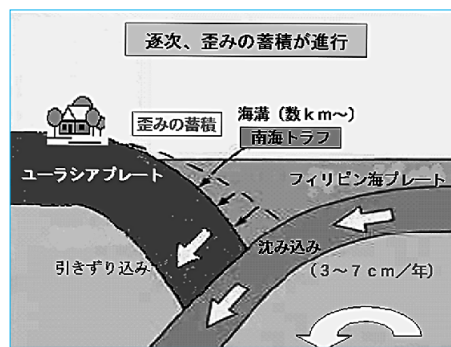 逐次、歪みの蓄積が進行
海溝（数ｋｍ～）
歪みの蓄積
南海トラフ
ユーラシアプレート
フィリピン海プレート
沈み込み
引きずり込み
（３～７ｃｍ／年）